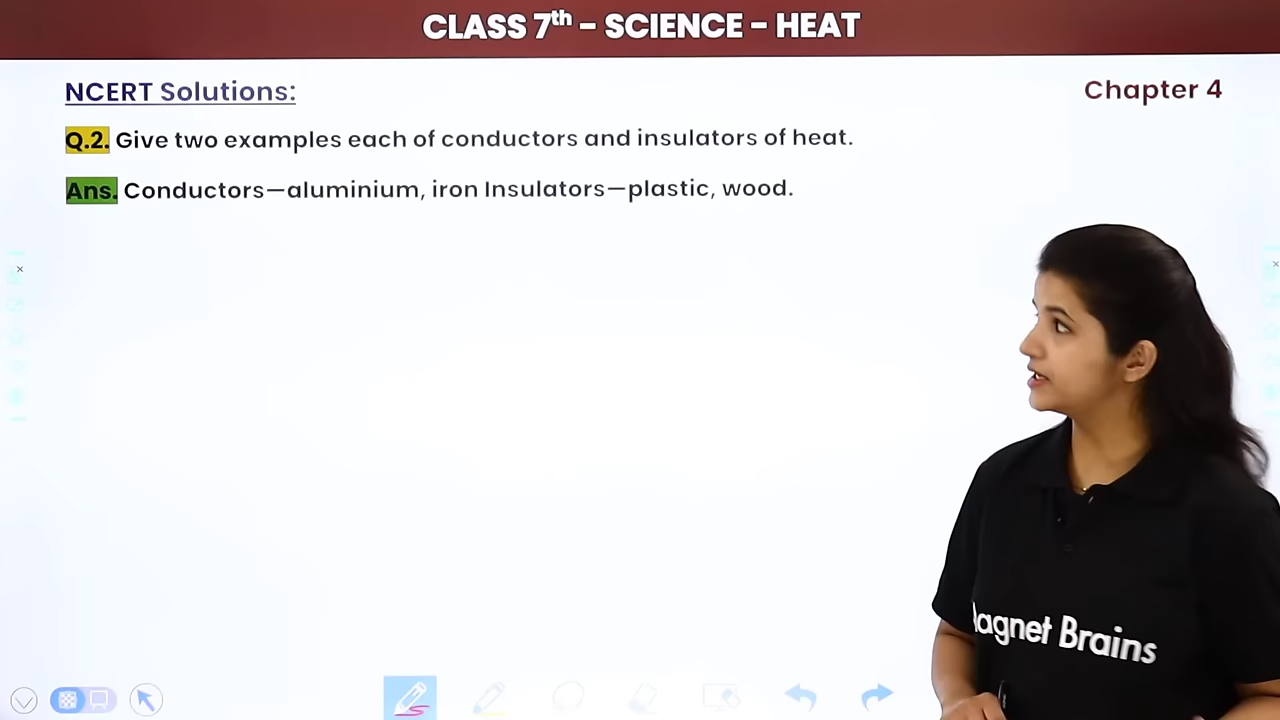 CLASS 7th – SCIENCE – HEAT
NCERT Solutions:
Chapter 4
Q.2. Give two examples each of conductors and insulators of heat.
Ans. Conductors—aluminium, iron Insulators—plastic, wood.
agnet Brains